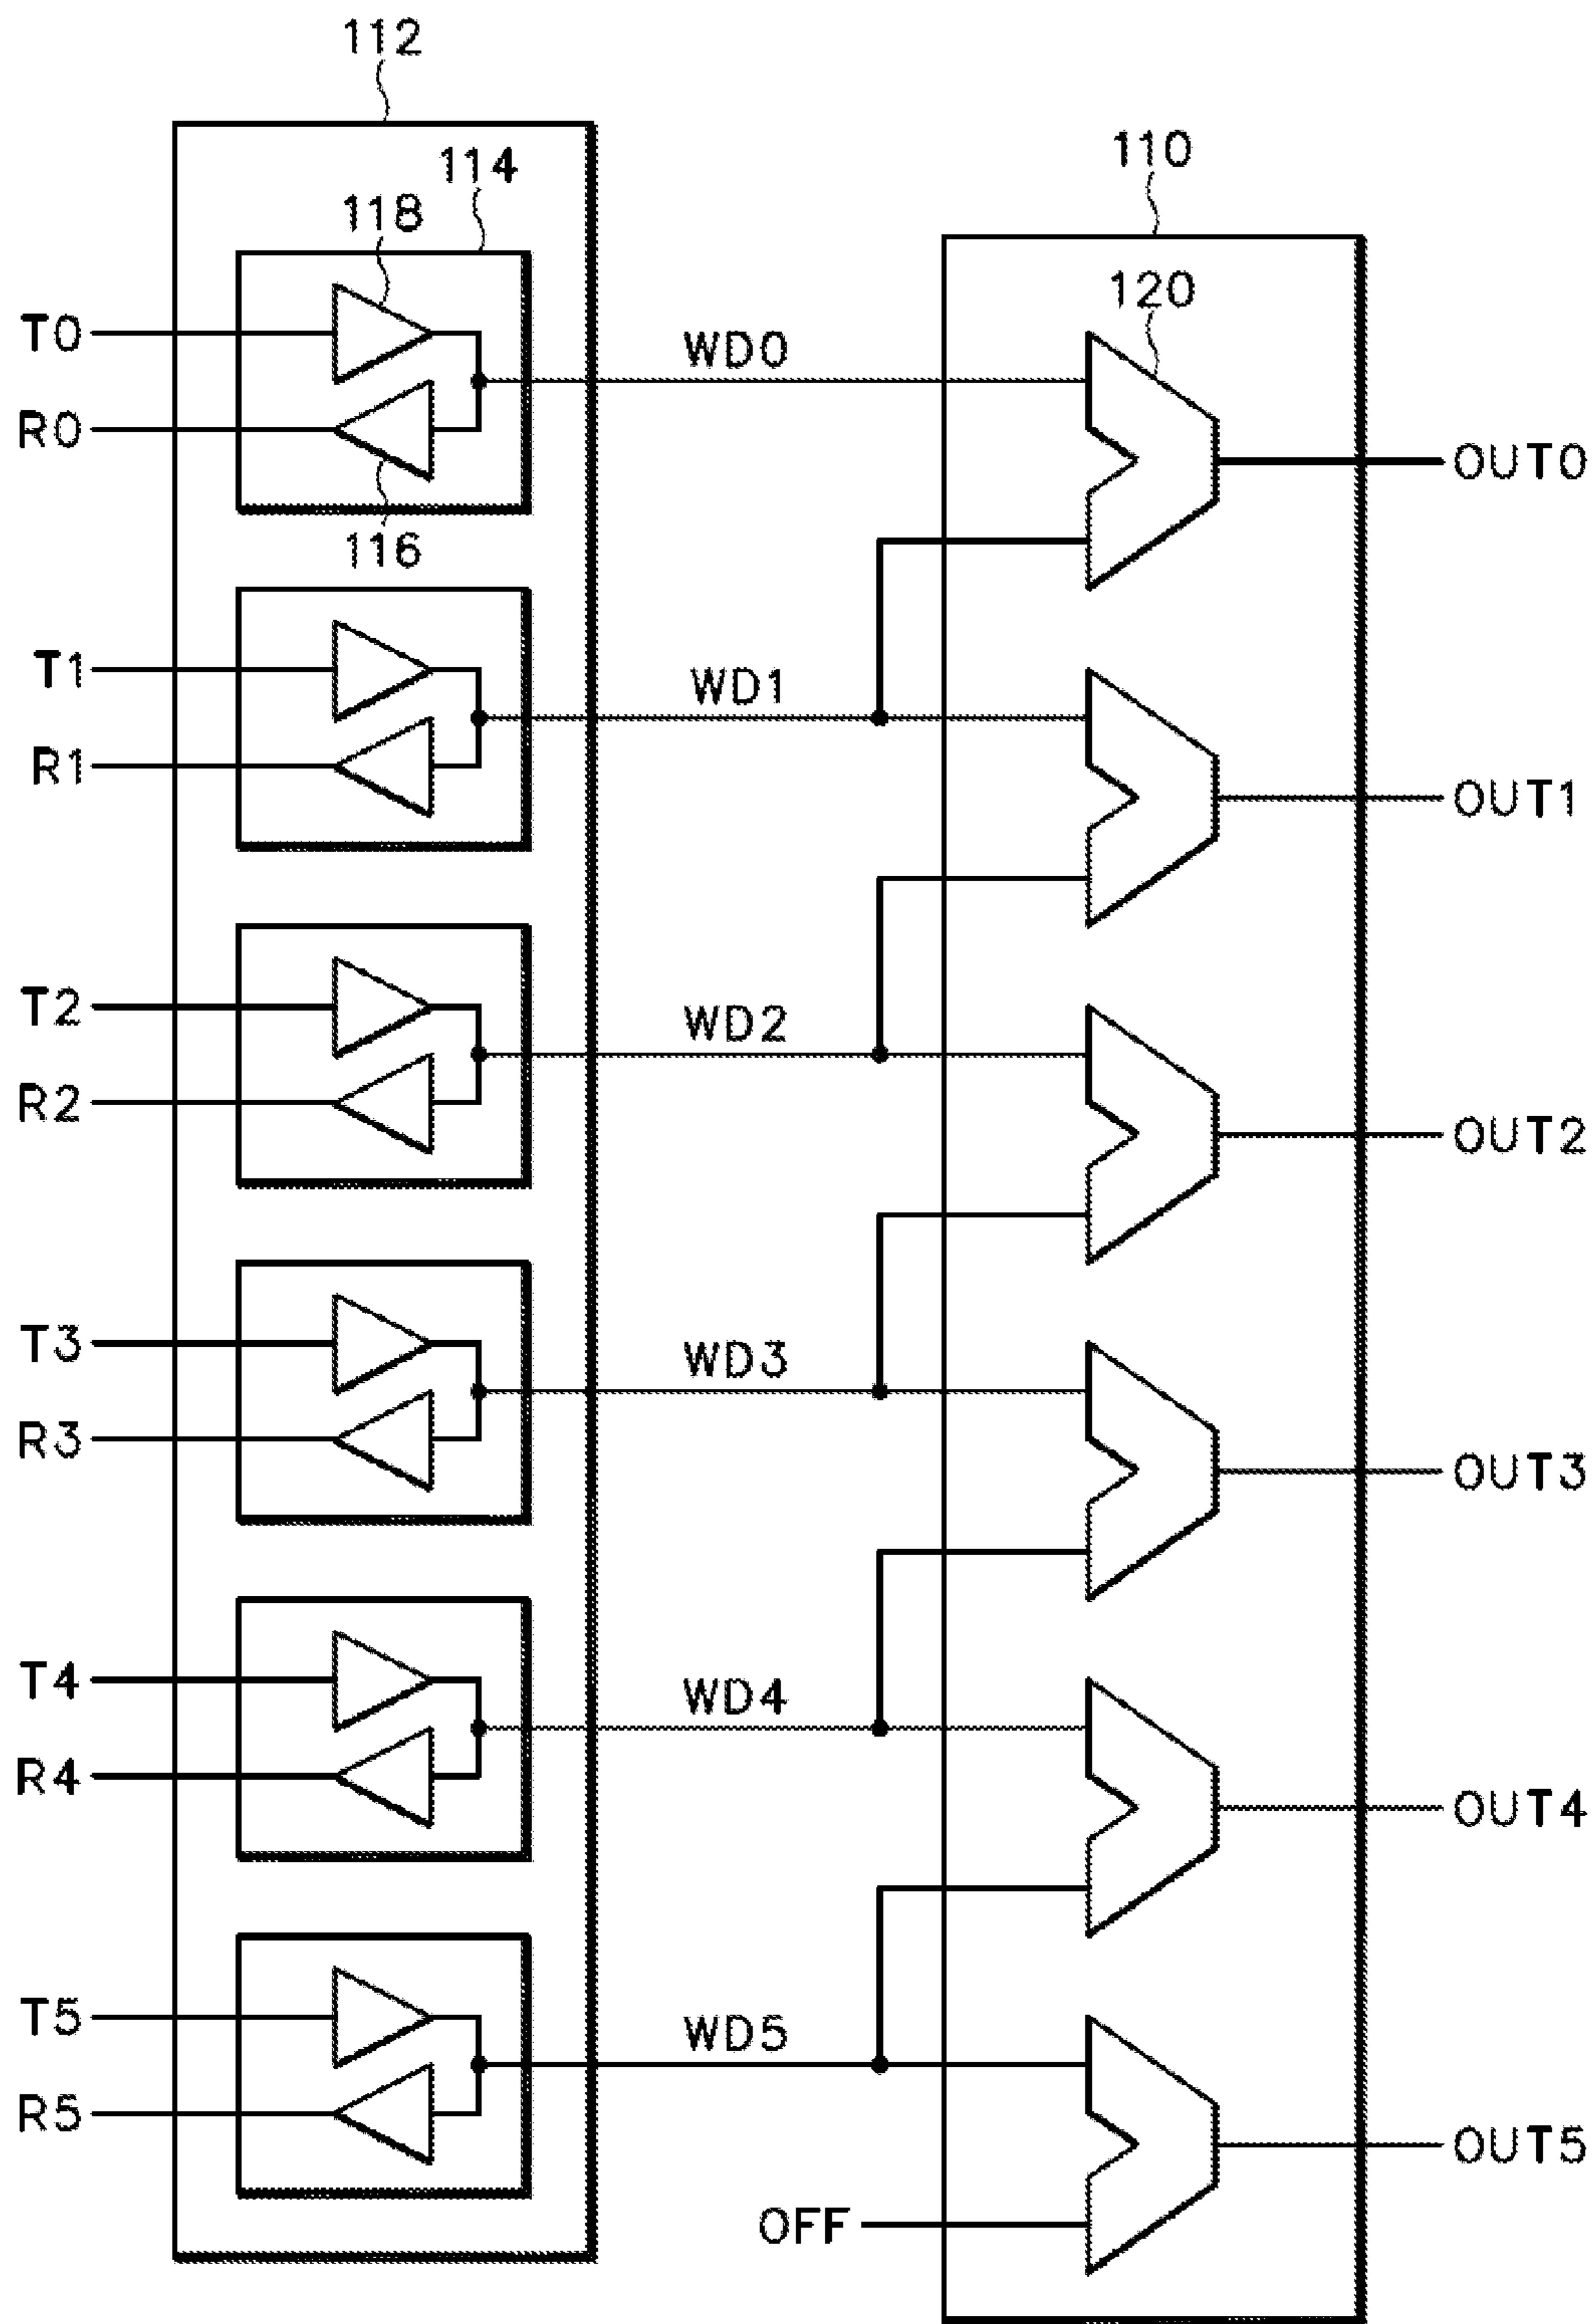 112
110
114
118
120
T0
WD0
R0
OUT0
116
T1
WD1
R1
OUT1
T2
WD2
R2
OUT2
T3
WD3
R3
OUT3
T4
WD4
R4
OUT4
T5
WD5
R5
OUT5
OFF